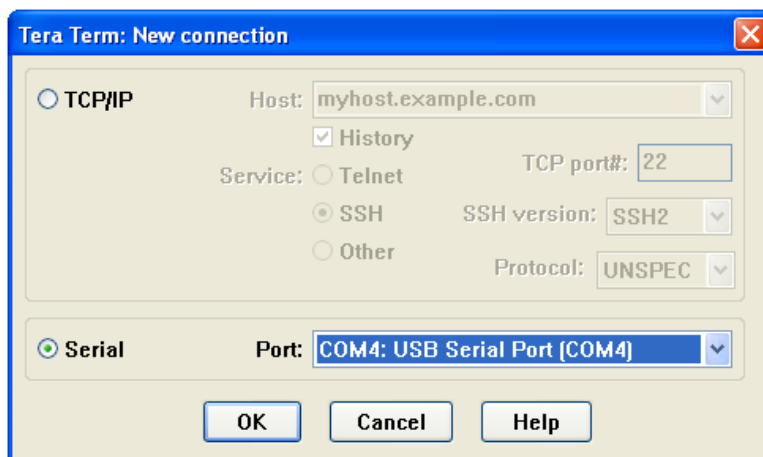 Tera Term: New connection
TCP/IP Host: myhost.example.com
History
Service: Telnet TCP port#: 22
SSH SSH version: SSH2
Other Protocol: UNSPEC
Serial Port: COM4: USB Serial Port (COM4)
OK Cancel Help